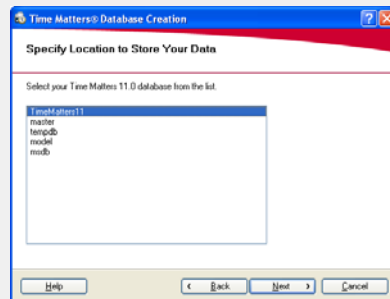 Time Matters® Database Creation
Specify Location to Store Your Data
Select your Time Matters 11.0 database from the list.
TimeMatters11
master
tempdb
model
msdb
Help
Back
Next
Cancel